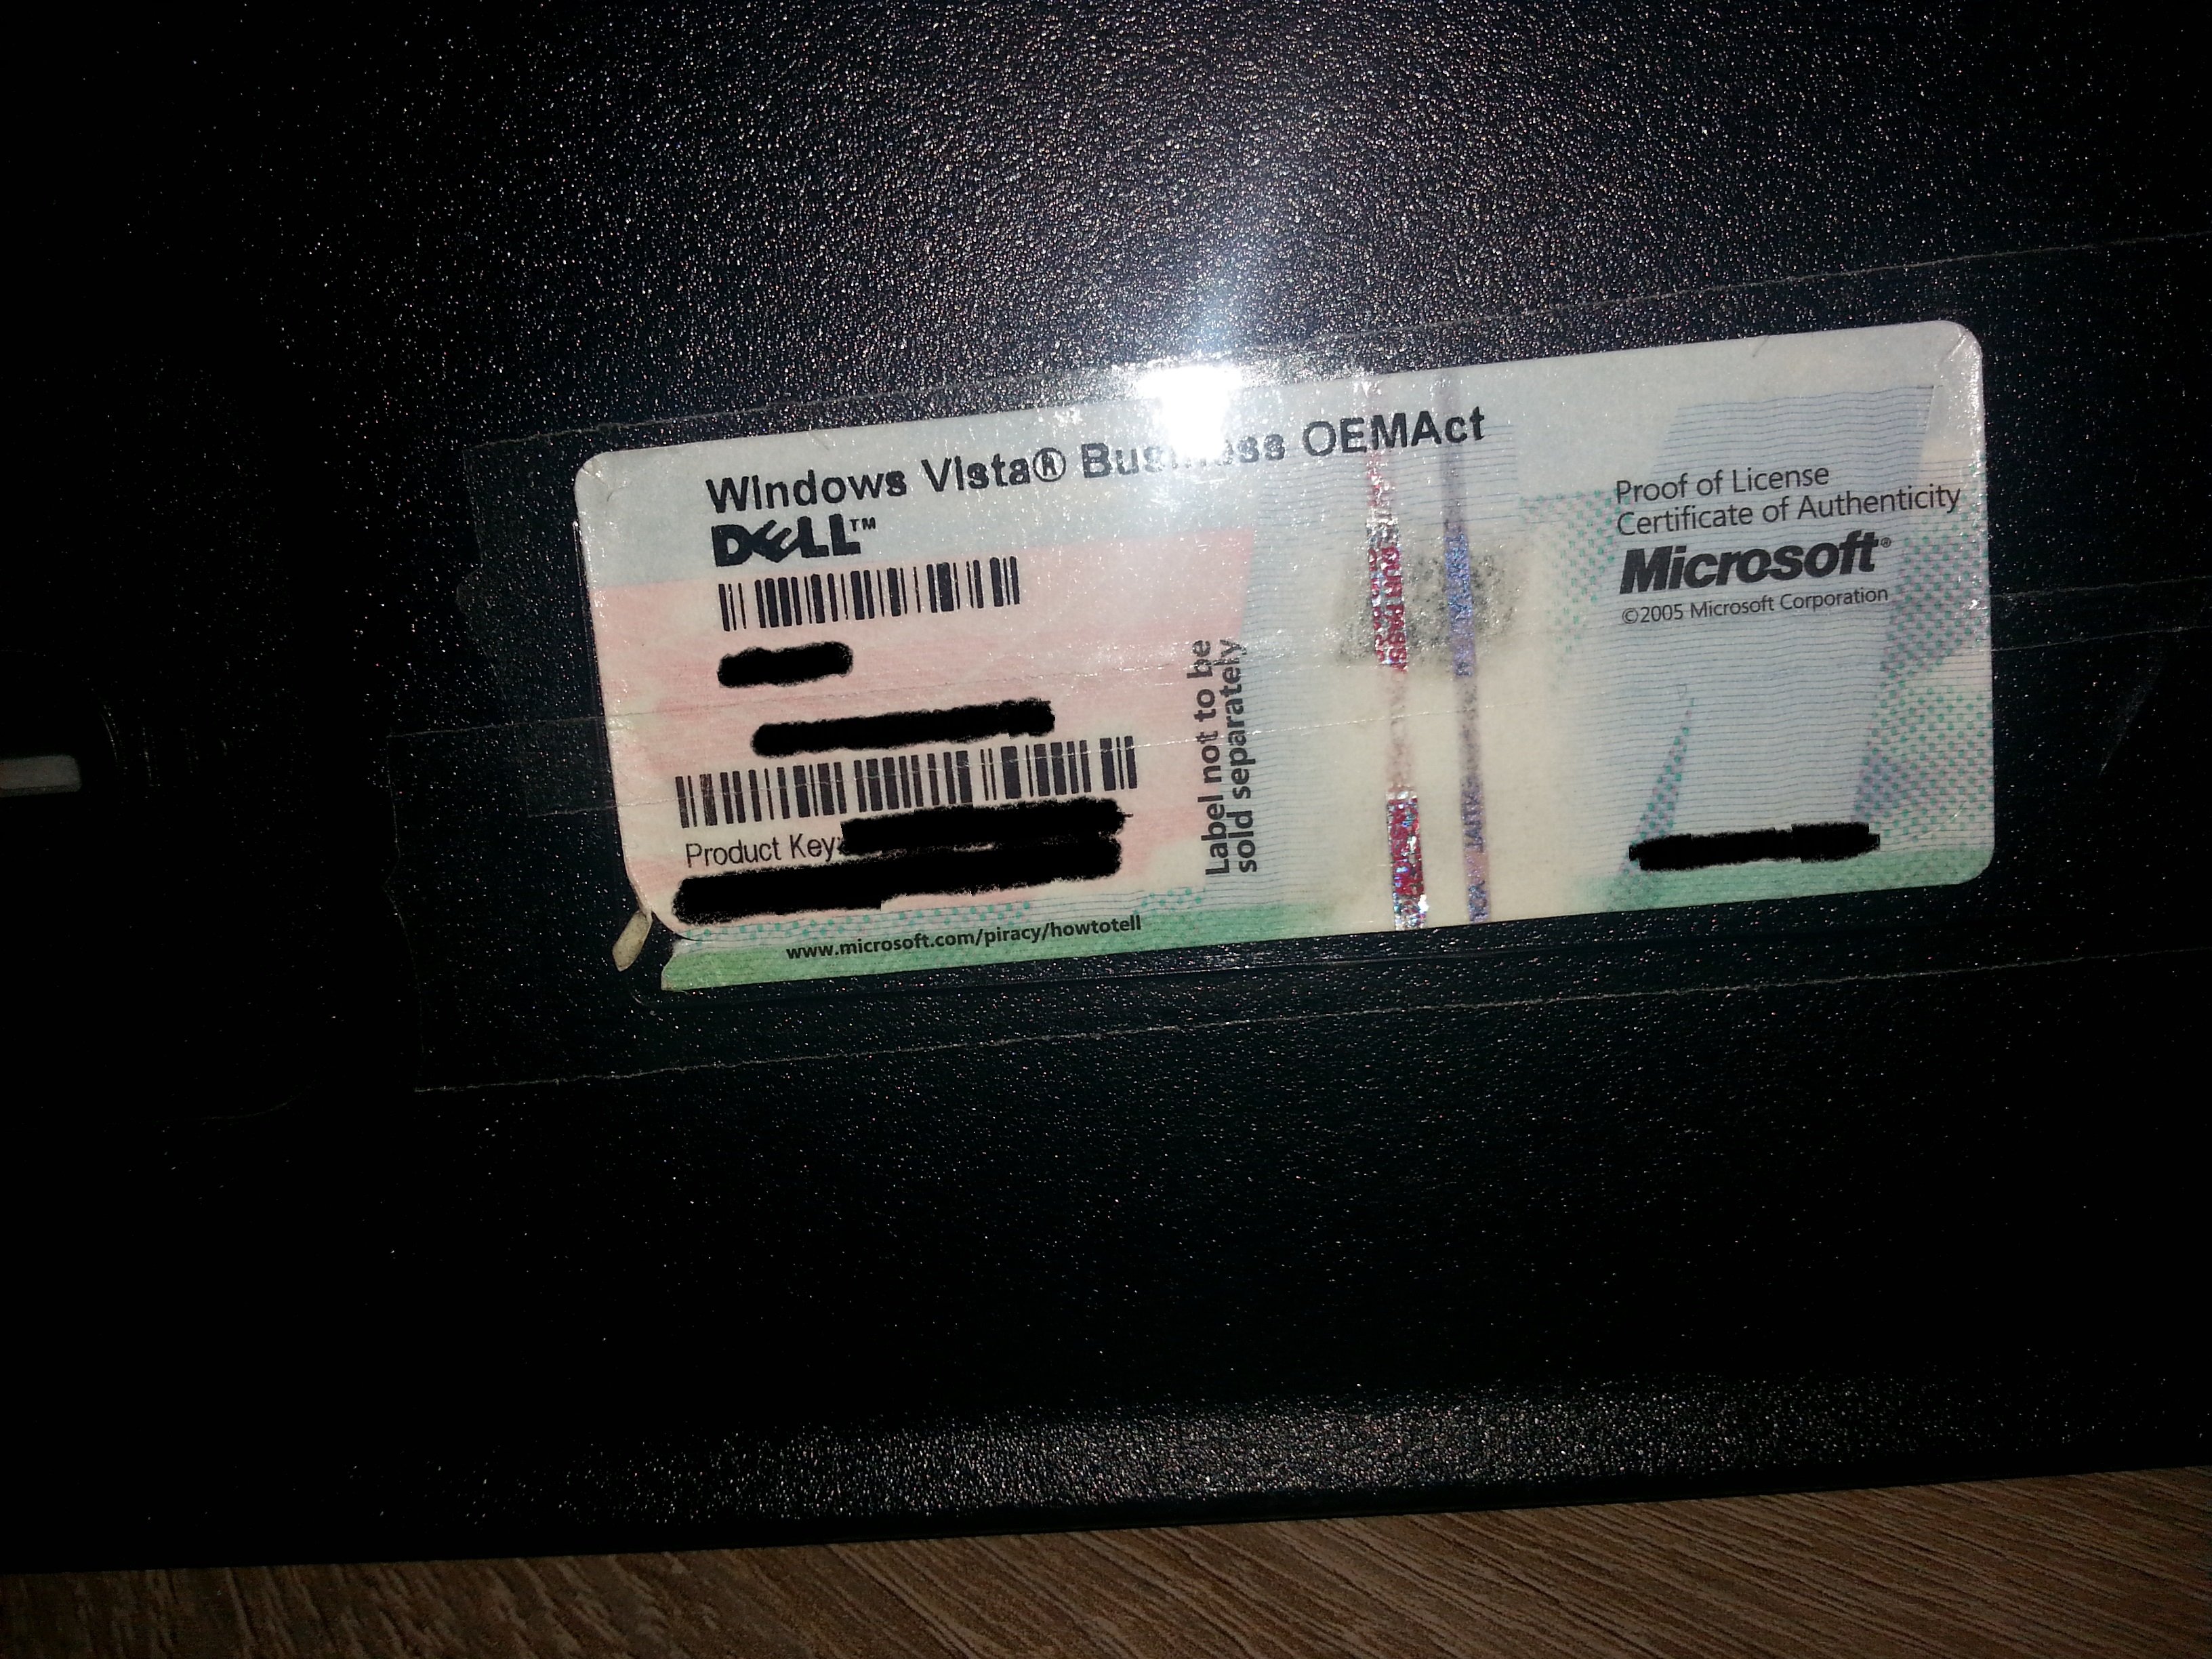 Windows Vista® Business OEMAct
DELL™
Product Key:
www.microsoft.com/piracy/howtotell
Label not to be
sold separately
Proof of License
Certificate of Authenticity
Microsoft®
©2005 Microsoft Corporation